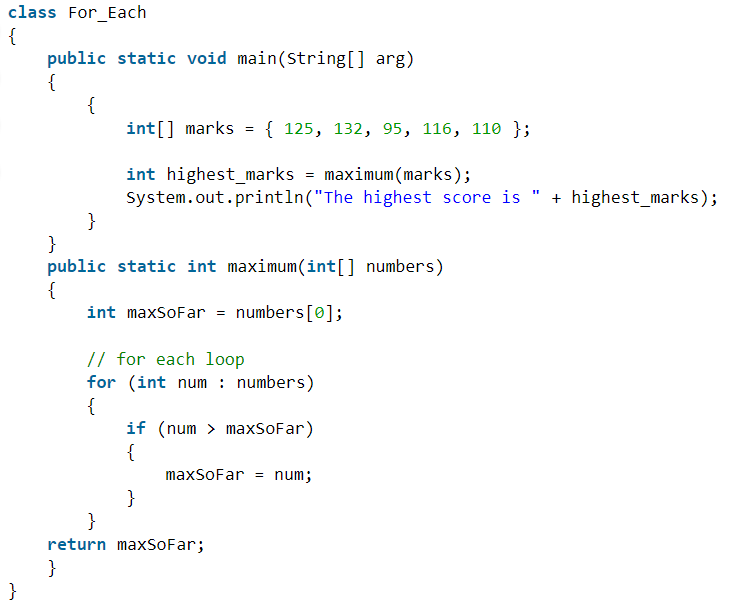 class For_Each
{
    public static void main(String[] arg)
    {
        {
            int[] marks = { 125, 132, 95, 116, 110 };

            int highest_marks = maximum(marks);
            System.out.println("The highest score is " + highest_marks);
        }
    }
    public static int maximum(int[] numbers)
    {
        int maxSoFar = numbers[0];

        // for each loop
        for (int num : numbers)
        {
            if (num > maxSoFar)
            {
                maxSoFar = num;
            }
        }
    return maxSoFar;
    }
}